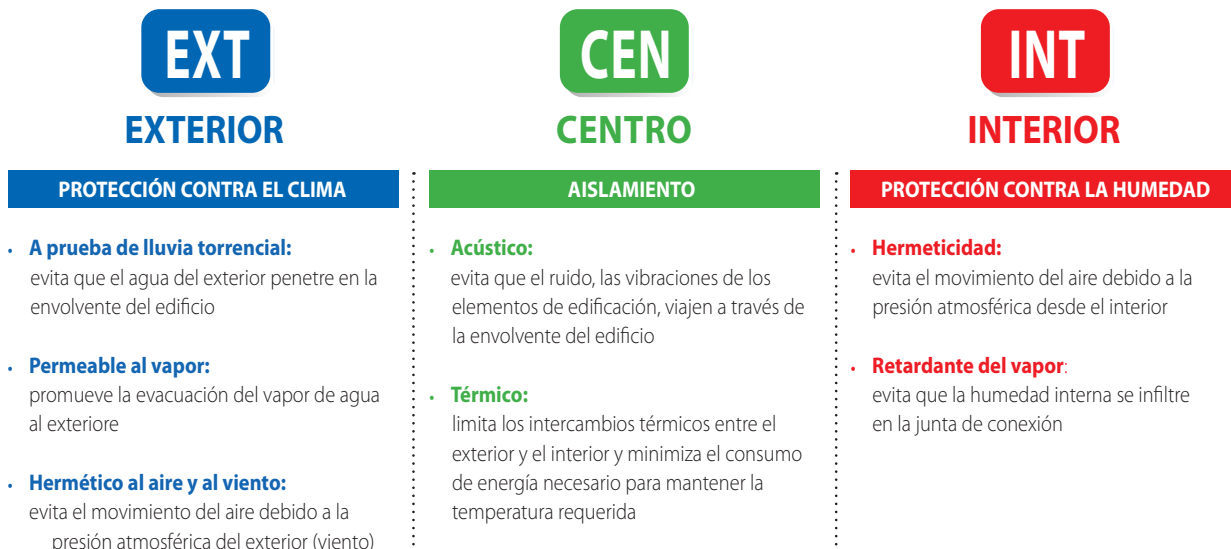 EXT
EXTERIOR
PROTECCIÓN CONTRA EL CLIMA
• A prueba de lluvia torrencial:
evita que el agua del exterior penetre en la
envolvente del edificio
• Permeable al vapor:
promueve la evacuación del vapor de agua
al exteriore
• Hermético al aire y al viento:
evita el movimiento del aire debido a la
presión atmosférica del exterior (viento)
CEN
CENTRO
AISLAMIENTO
• Acústico:
evita que el ruido, las vibraciones de los
elementos de edificación, viajen a través de
la envolvente del edificio
• Térmico:
limita los intercambios térmicos entre el
exterior y el interior y minimiza el consumo
de energía necesario para mantener la
temperatura requerida
INT
INTERIOR
PROTECCIÓN CONTRA LA HUMEDAD
• Hermeticidad:
evita el movimiento del aire debido a la
presión atmosférica desde el interior
• Retardante del vapor:
evita que la humedad interna se infiltre
en la junta de conexión